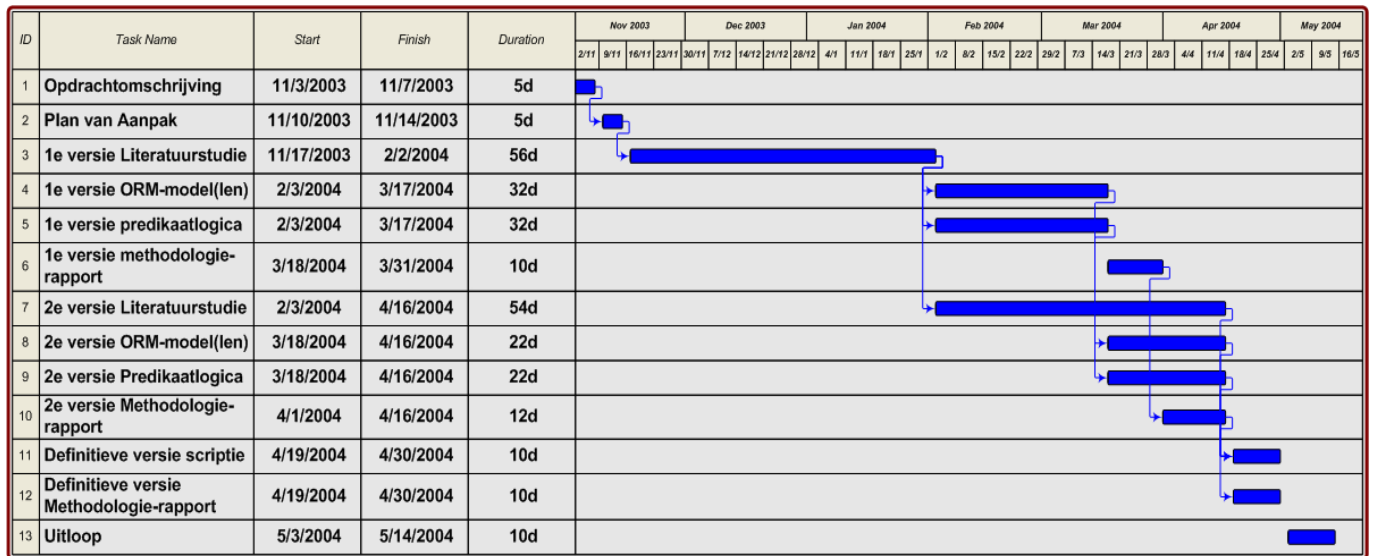 ID Task Name Start Finish Duration Nov 2003 Dec 2003 Jan 2004 Feb 2004 Mar 2004 Apr 2004 May 2004
2/11 9/11 16/11 23/11 30/11 7/12 14/12 21/12 28/12 4/1 11/1 18/1 25/1 1/2 8/2 15/2 22/2 29/2 7/3 14/3 21/3 28/3 4/4 11/4 18/4 25/4 2/5 9/5 16/5
1 Opdrachtomschrijving 11/3/2003 11/7/2003 5d
2 Plan van Aanpak 11/10/2003 11/14/2003 5d
3 1e versie Literatuurstudie 11/17/2003 2/2/2004 56d
4 1e versie ORM-model(len) 2/3/2004 3/17/2004 32d
5 1e versie predikaatlogica 2/3/2004 3/17/2004 32d
6 1e versie methodologie-
rapport 3/18/2004 3/31/2004 10d
7 2e versie Literatuurstudie 2/3/2004 4/16/2004 54d
8 2e versie ORM-model(len) 3/18/2004 4/16/2004 22d
9 2e versie Predikaatlogica 3/18/2004 4/16/2004 22d
10 2e versie Methodologie-
rapport 4/1/2004 4/16/2004 12d
11 Definitieve versie scriptie 4/19/2004 4/30/2004 10d
12 Definitieve versie
Methodologie-rapport 4/19/2004 4/30/2004 10d
13 Uitloop 5/3/2004 5/14/2004 10d